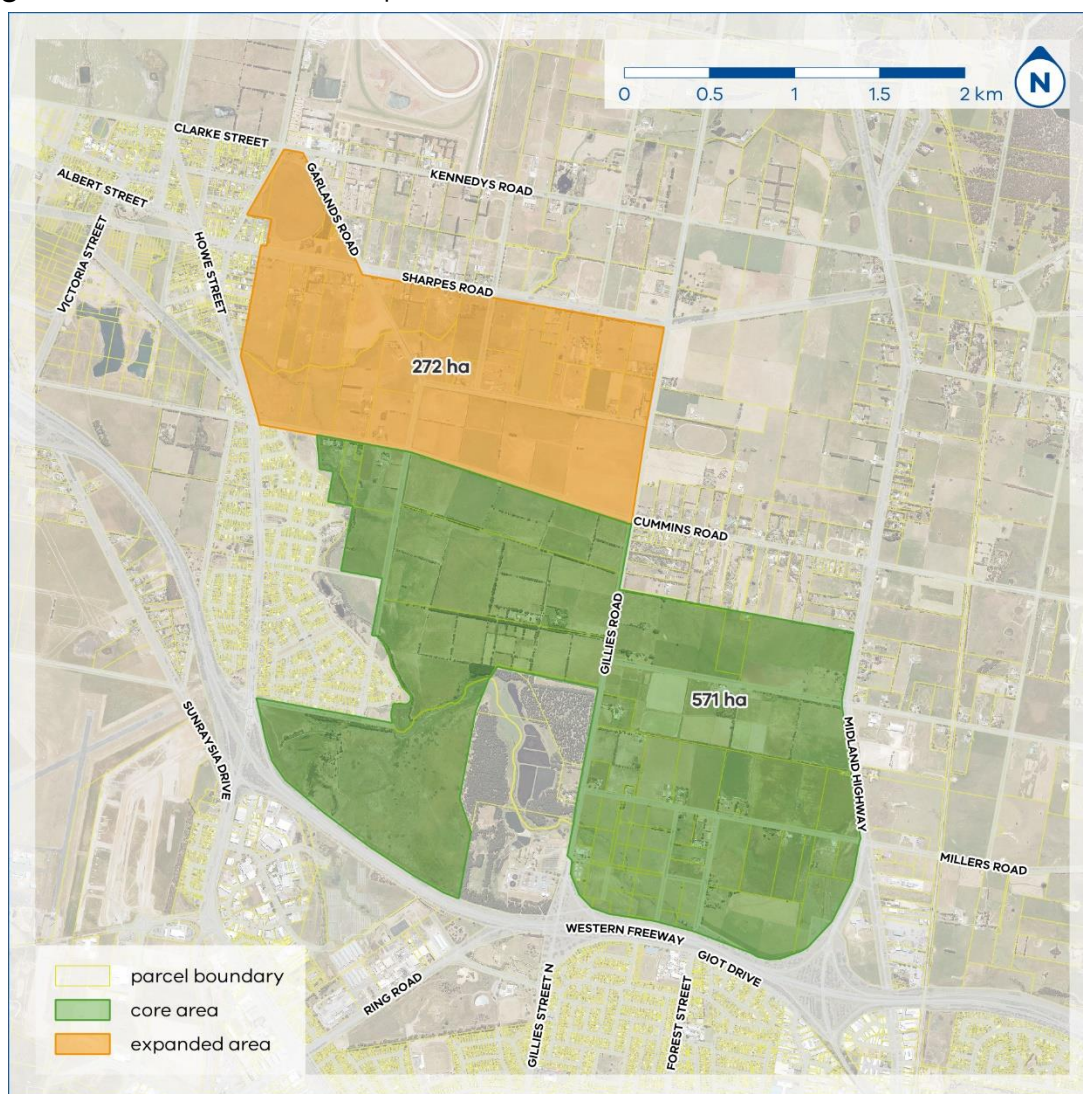 0 0.5 1 1.5 2 km
N
CLARKE STREET
KENNEDYS ROAD
GARLANDS ROAD
ALBERT STREET
VICTORIA STREET
HOWE STREET
SHARPES ROAD
272 ha
CUMMINS ROAD
GILLIES ROAD
571 ha
SUNRAYSIA DRIVE
MIDLAND HIGHWAY
MILLERS ROAD
WESTERN FREEWAY
GIOT DRIVE
RING ROAD
GILLIES STREET N
FOREST STREET
parcel boundary
core area
expanded area